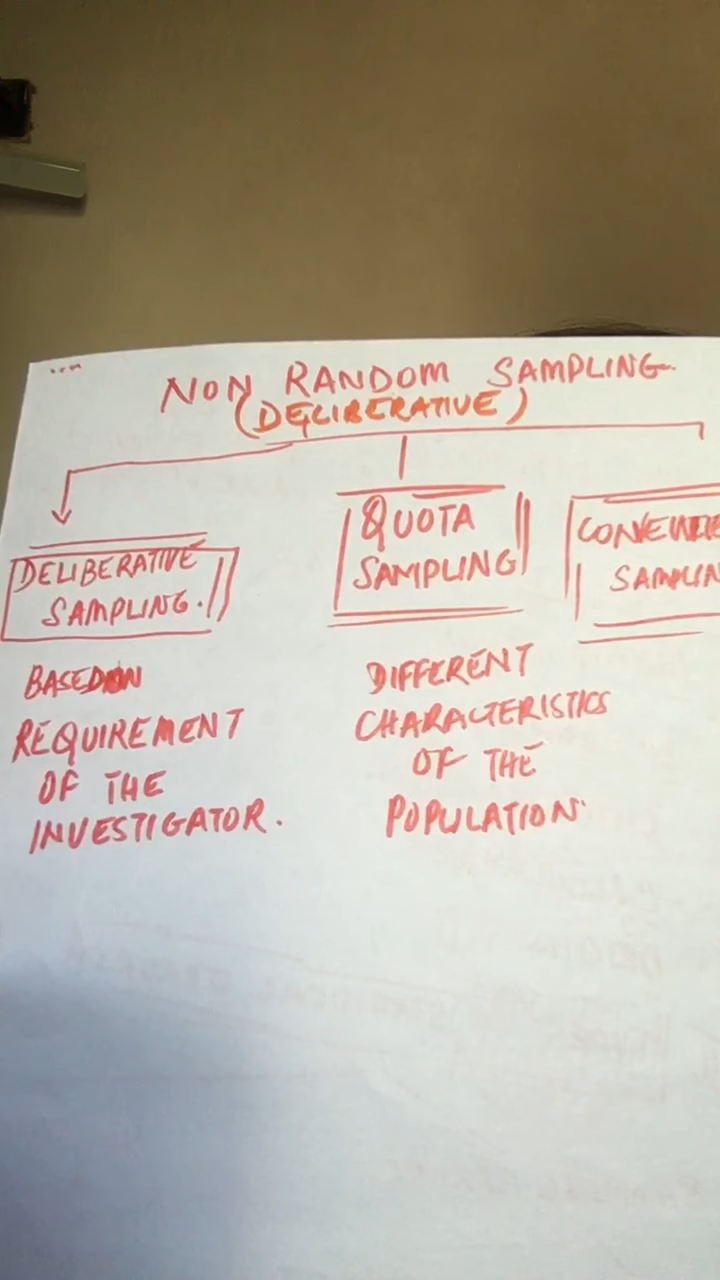 NON RANDOM SAMPLING
(DELIBERATIVE)
DELIBERATIVE
SAMPLING.
BASED ON
REQUIREMENT
OF THE
INVESTIGATOR.
QUOTA
SAMPLING
DIFFERENT
CHARACTERISTICS
OF THE
POPULATION.
SAMPLIN